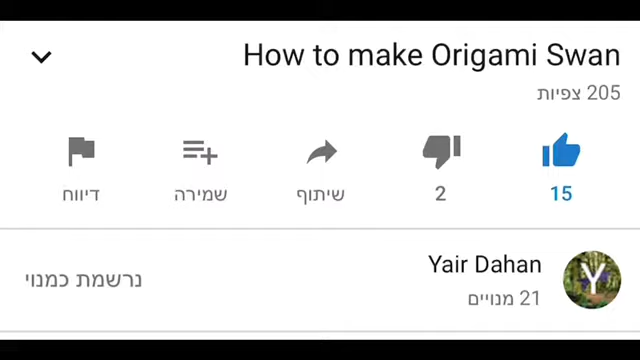 How to make Origami Swan
205 צפיות
15
2
שיתוף
שמירה
דיווח
Yair Dahan
21 מנויים
נרשמת כמנוי
Y